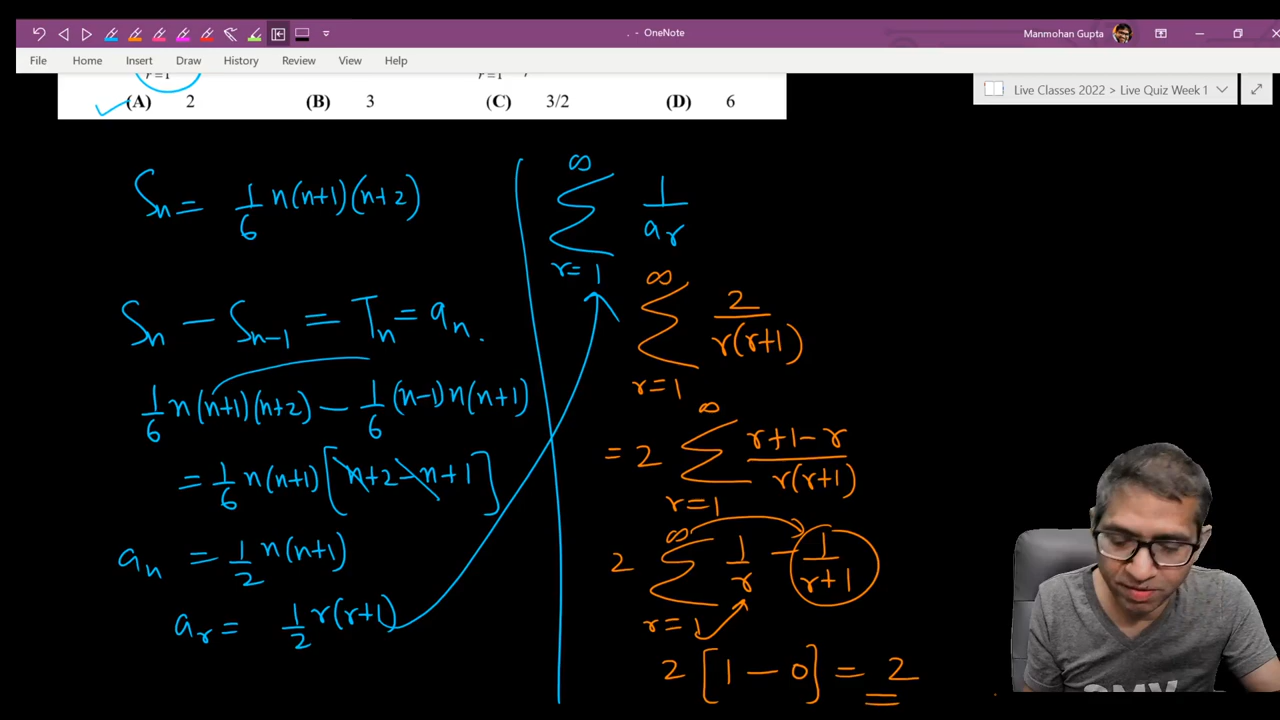 . - OneNote
Manmohan Gupta
File Home Insert Draw History Review View Help
Live Classes 2022 > Live Quiz Week 1
r=1 r=1
(A) 2 (B) 3 (C) 3/2 (D) 6
Sn = 1/6 n(n+1)(n+2)
Sn - Sn-1 = Tn = an.
1/6 n(n+1)(n+2) - 1/6 (n-1)n(n+1)
= 1/6 n(n+1)[n+2-n+1]
an = 1/2 n(n+1)
ar = 1/2 r(r+1)
∞ ∑ r=1 1/ar
∞ ∑ r=1 2/r(r+1)
= 2 ∞ ∑ r=1 r+1-r/r(r+1)
2 ∞ ∑ r=1 1/r - 1/r+1
2[1-0] = 2